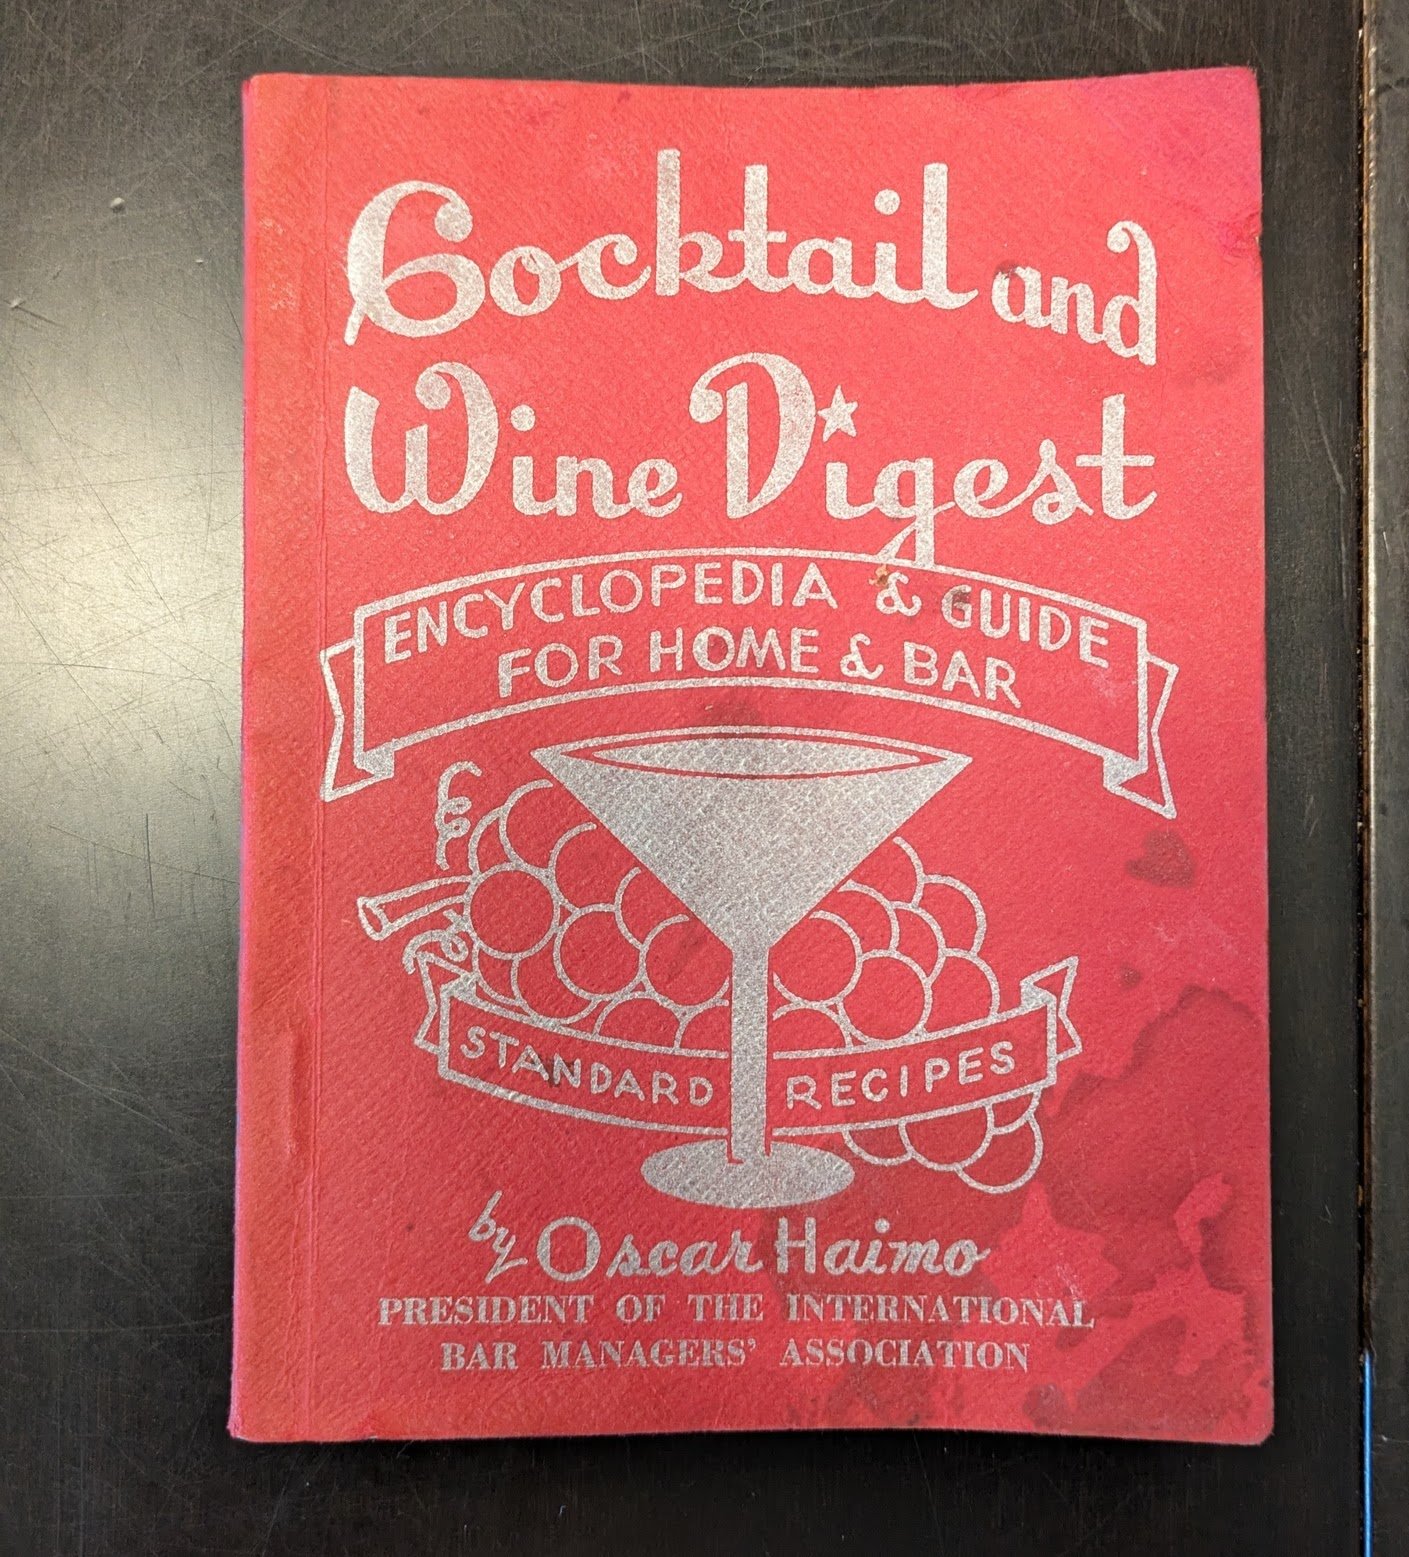 Cocktail and
Wine Digest
ENCYCLOPEDIA & GUIDE
FOR HOME & BAR
STANDARD RECIPES
by Oscar Haimo
PRESIDENT OF THE INTERNATIONAL
BAR MANAGERS' ASSOCIATION